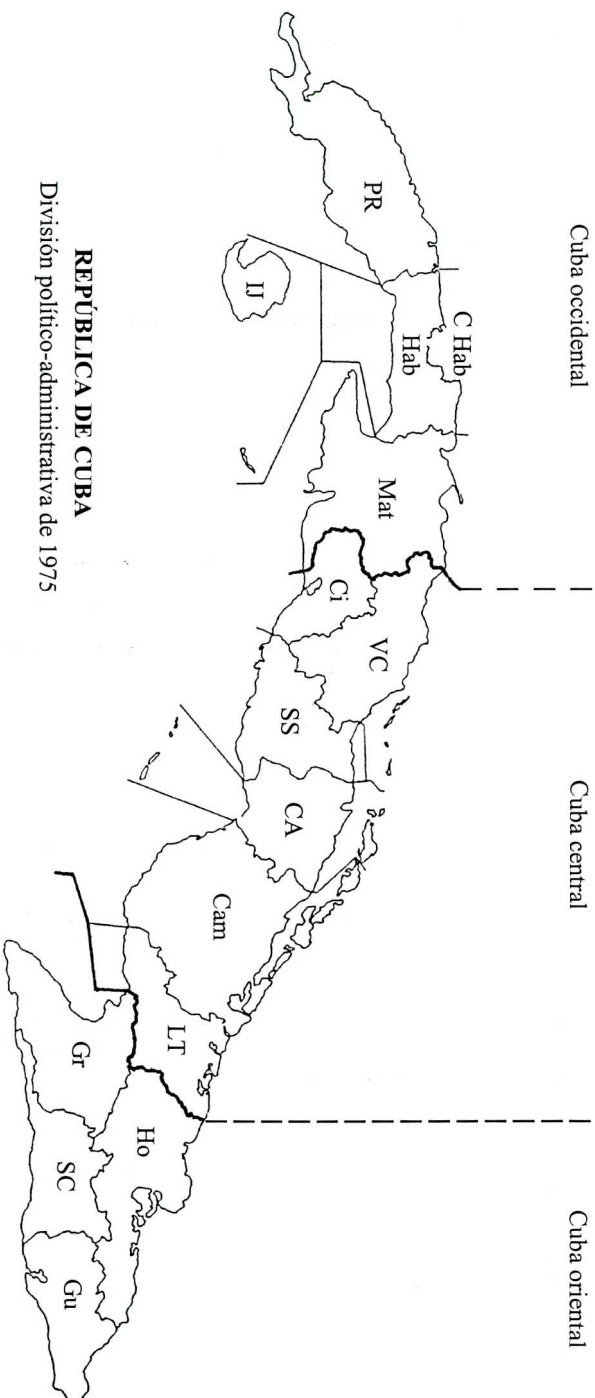 Cuba occidental
Cuba central
Cuba oriental
C Hab
PR
Hab
Mat
IJ
Ci
VC
SS
CA
Cam
LT
Ho
Gr
SC
Gu
REPÚBLICA DE CUBA
División político-administrativa de 1975